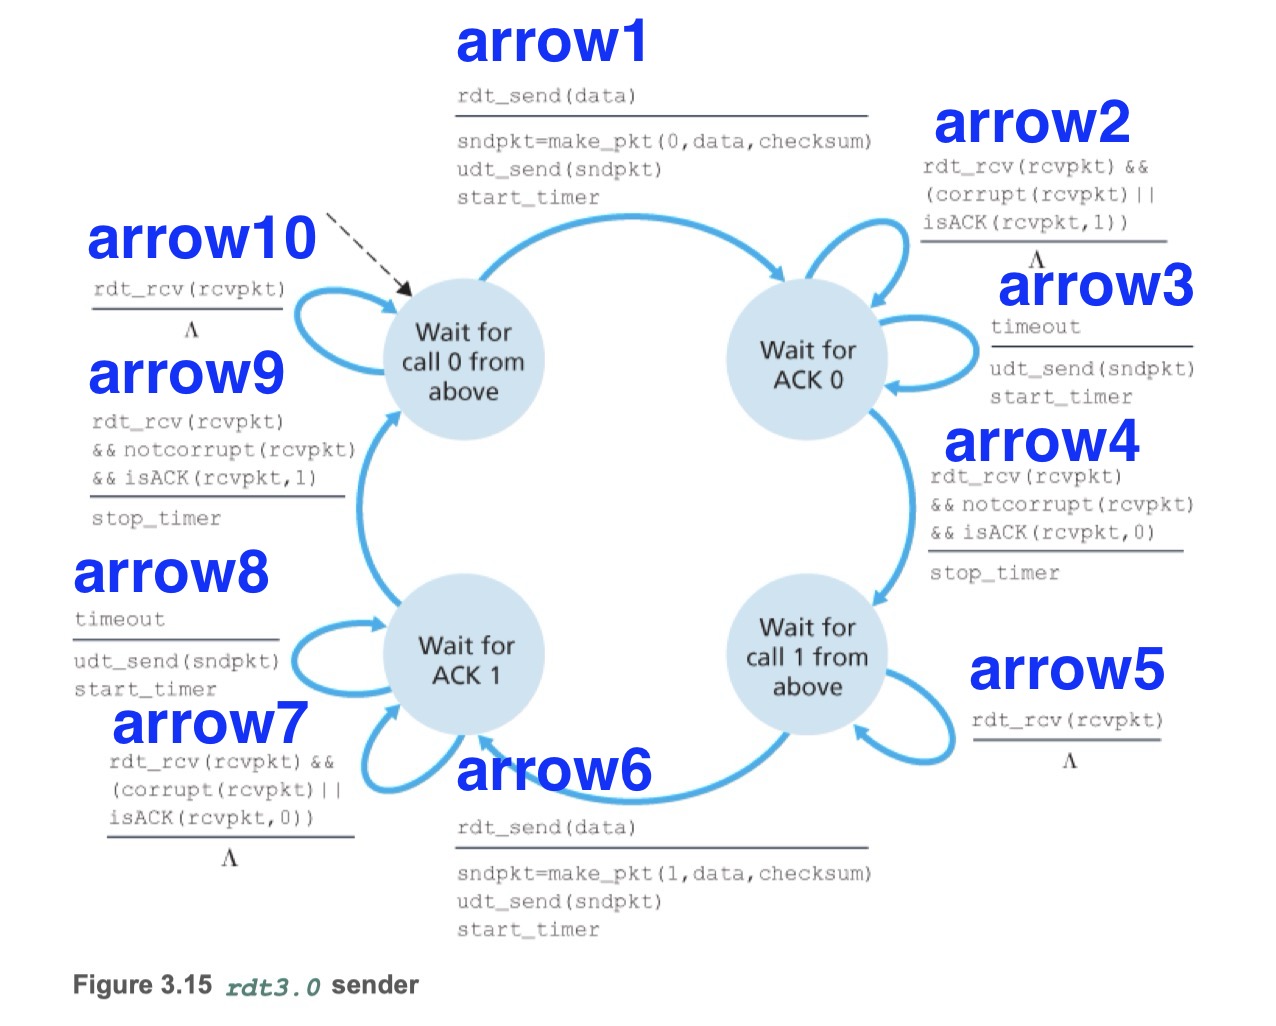 arrow1
rdt_send(data)
sndpkt=make_pkt(0,data,checksum)
udt_send(sndpkt)
start_timer
arrow2
rdt_rcv(rcvpkt) &&
(corrupt(rcvpkt)||
isACK(rcvpkt,1))
Λ
arrow3
timeout
udt_send(sndpkt)
start_timer
arrow4
rdt_rcv(rcvpkt)
&& notcorrupt(rcvpkt)
&& isACK(rcvpkt,0)
stop_timer
arrow5
rdt_rcv(rcvpkt)
Λ
arrow6
rdt_send(data)
sndpkt=make_pkt(1,data,checksum)
udt_send(sndpkt)
start_timer
arrow7
rdt_rcv(rcvpkt) &&
(corrupt(rcvpkt)||
isACK(rcvpkt,0))
Λ
arrow8
timeout
udt_send(sndpkt)
start_timer
arrow9
rdt_rcv(rcvpkt)
&& notcorrupt(rcvpkt)
&& isACK(rcvpkt,1)
stop_timer
arrow10
rdt_rcv(rcvpkt)
Λ
Wait for
call 0 from
above
Wait for
ACK 0
Wait for
call 1 from
above
Wait for
ACK 1
Figure 3.15 rdt3.0 sender